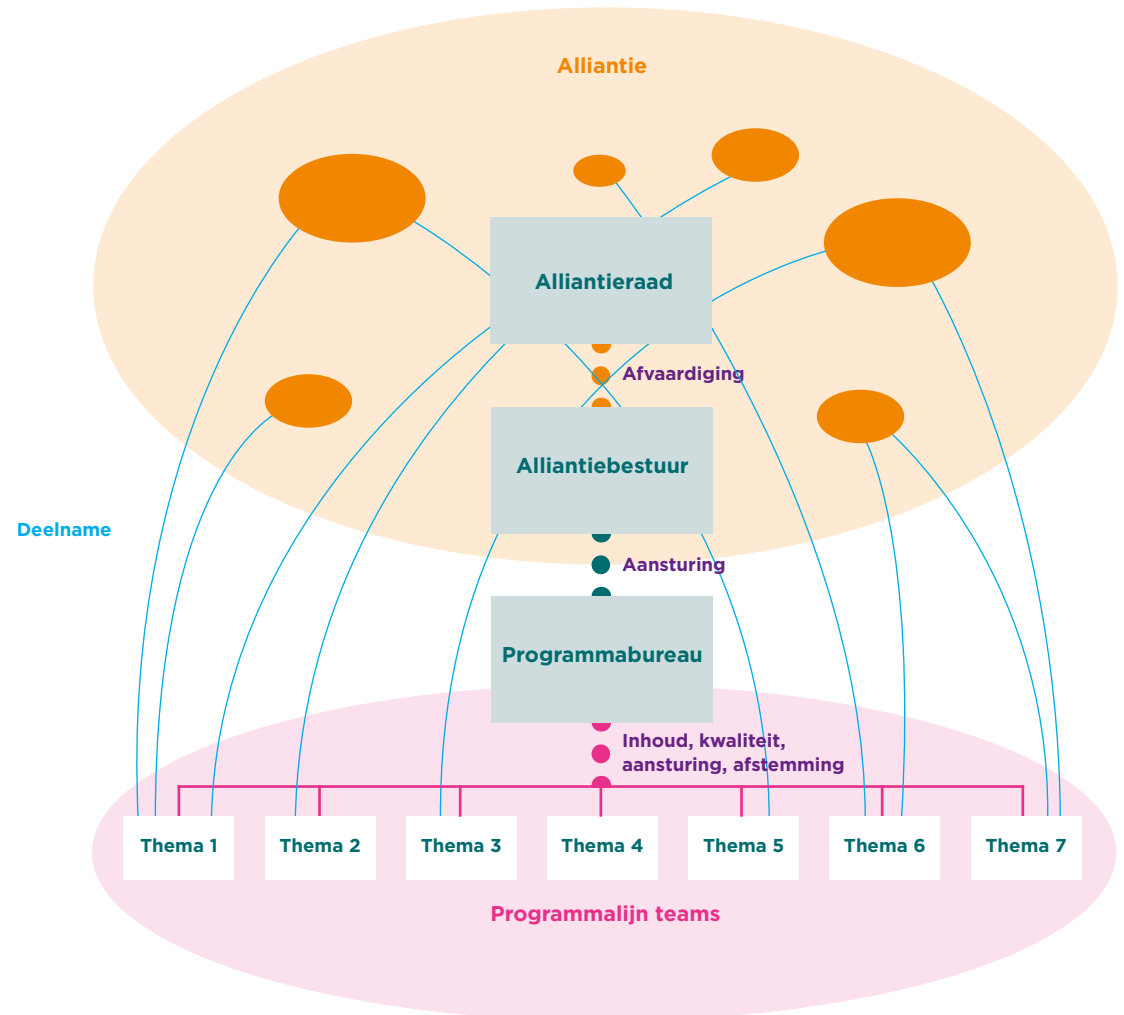 Alliantie
Alliantieraad
Afvaardiging
Alliantiebestuur
Deelname
Aansturing
Programmabureau
Inhoud, kwaliteit,
aansturing, afstemming
Thema 1
Thema 2
Thema 3
Thema 4
Thema 5
Thema 6
Thema 7
Programmalijn teams